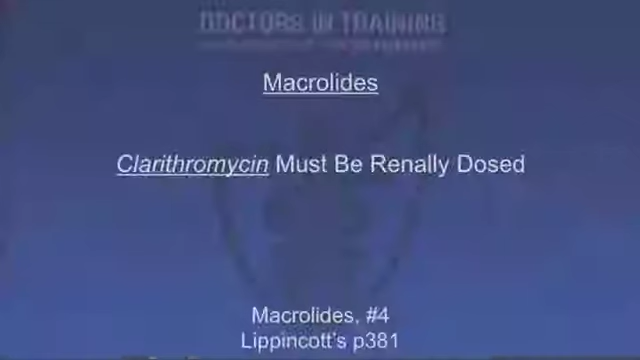 DOCTORS IN TRAINING
Macrolides
Clarithromycin Must Be Renally Dosed
Macrolides, #4
Lippincott's p381